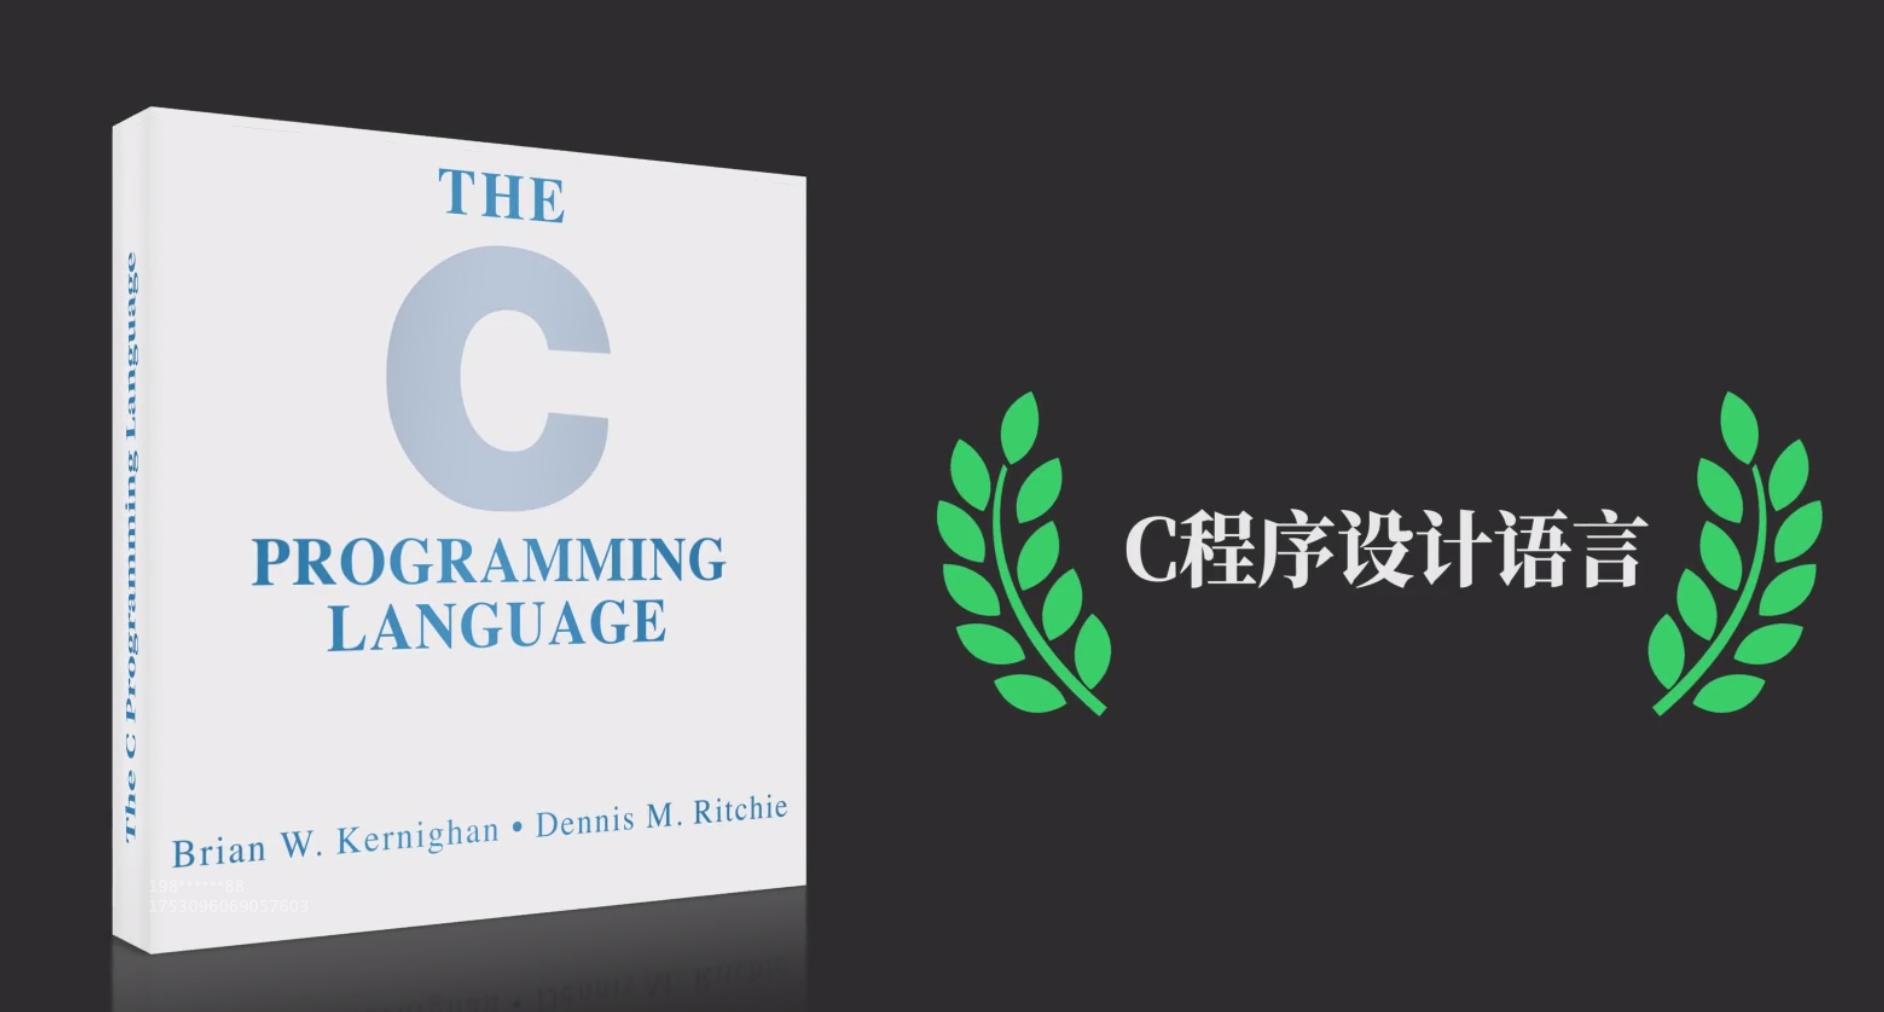 THE
C
PROGRAMMING
LANGUAGE
Brian W. Kernighan • Dennis M. Ritchie
The C Programming Language
198******88
1753096069057603
C程序设计语言